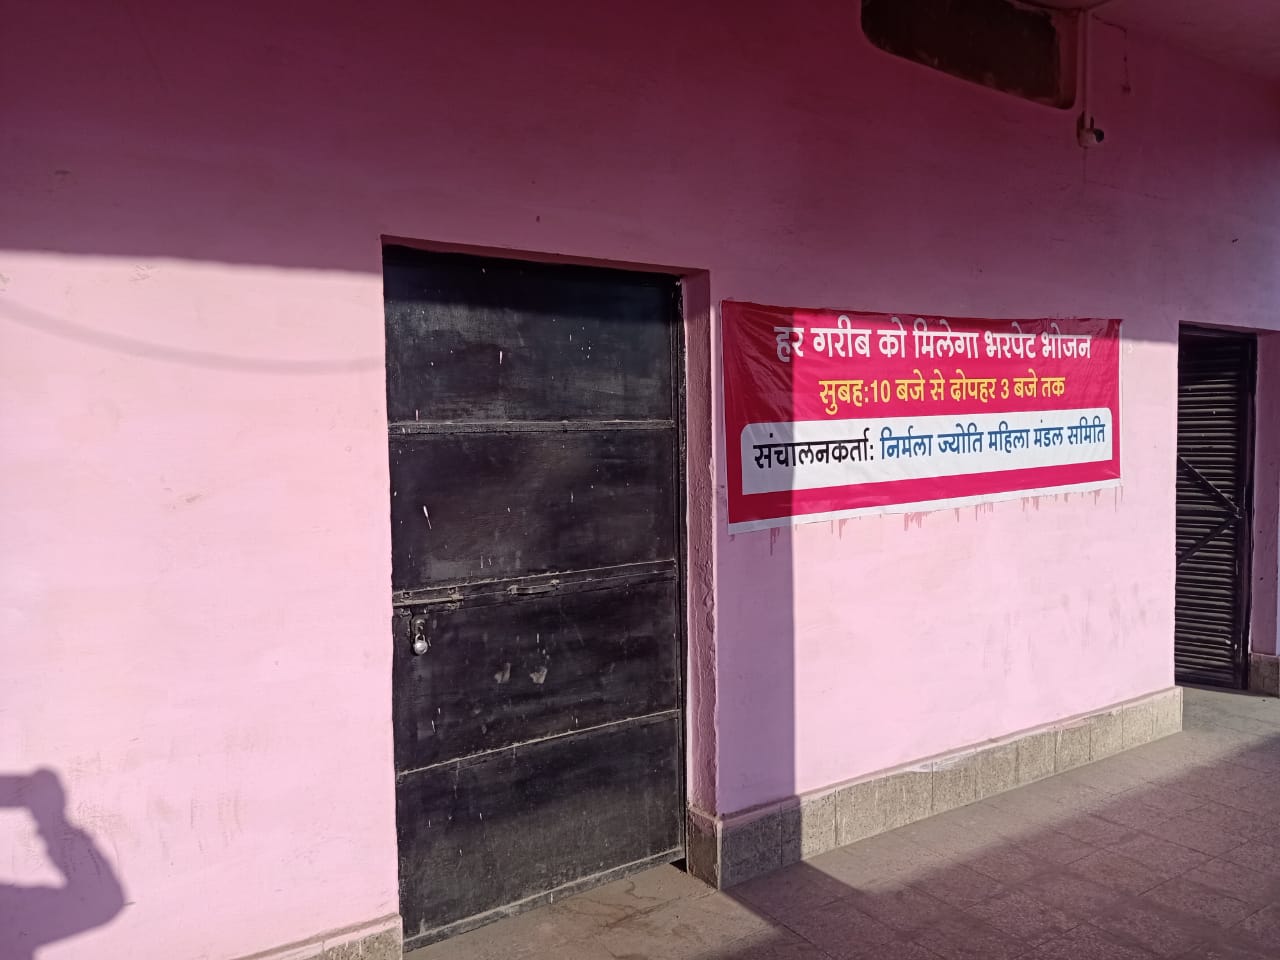 हर गरीब को मिलेगा भरपेट भोजन
सुबह:10 बजे से दोपहर 3 बजे तक
संचालनकर्ता: निर्मला ज्योति महिला मंडल समिति